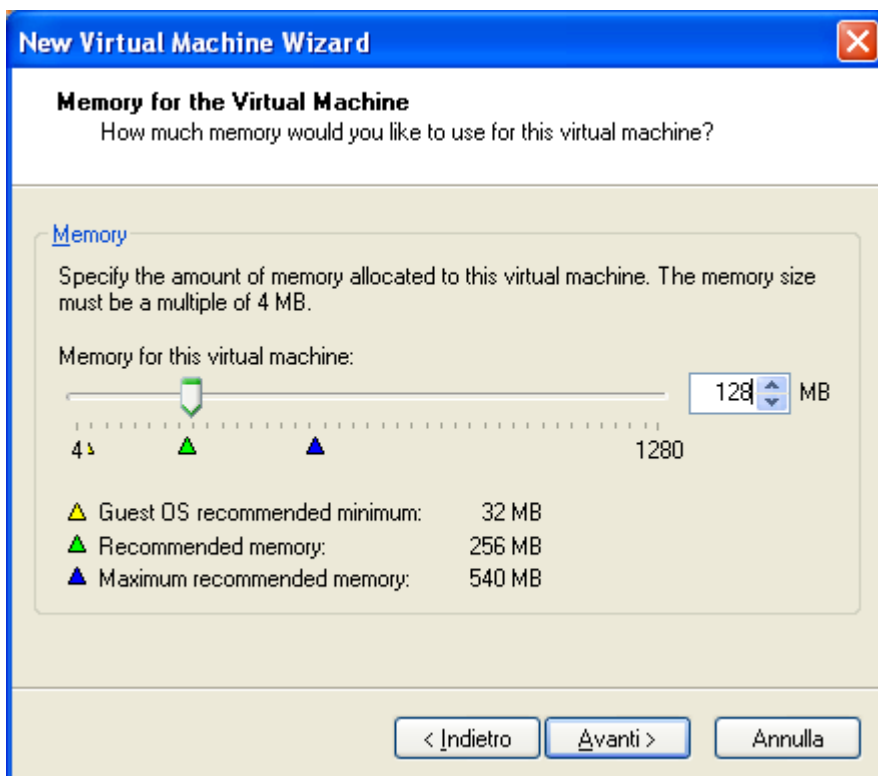 New Virtual Machine Wizard
Memory for the Virtual Machine
How much memory would you like to use for this virtual machine?
Memory
Specify the amount of memory allocated to this virtual machine. The memory size
must be a multiple of 4 MB.
Memory for this virtual machine:
128 MB
4 1280
Guest OS recommended minimum: 32 MB
Recommended memory: 256 MB
Maximum recommended memory: 540 MB
< Indietro Avanti > Annulla